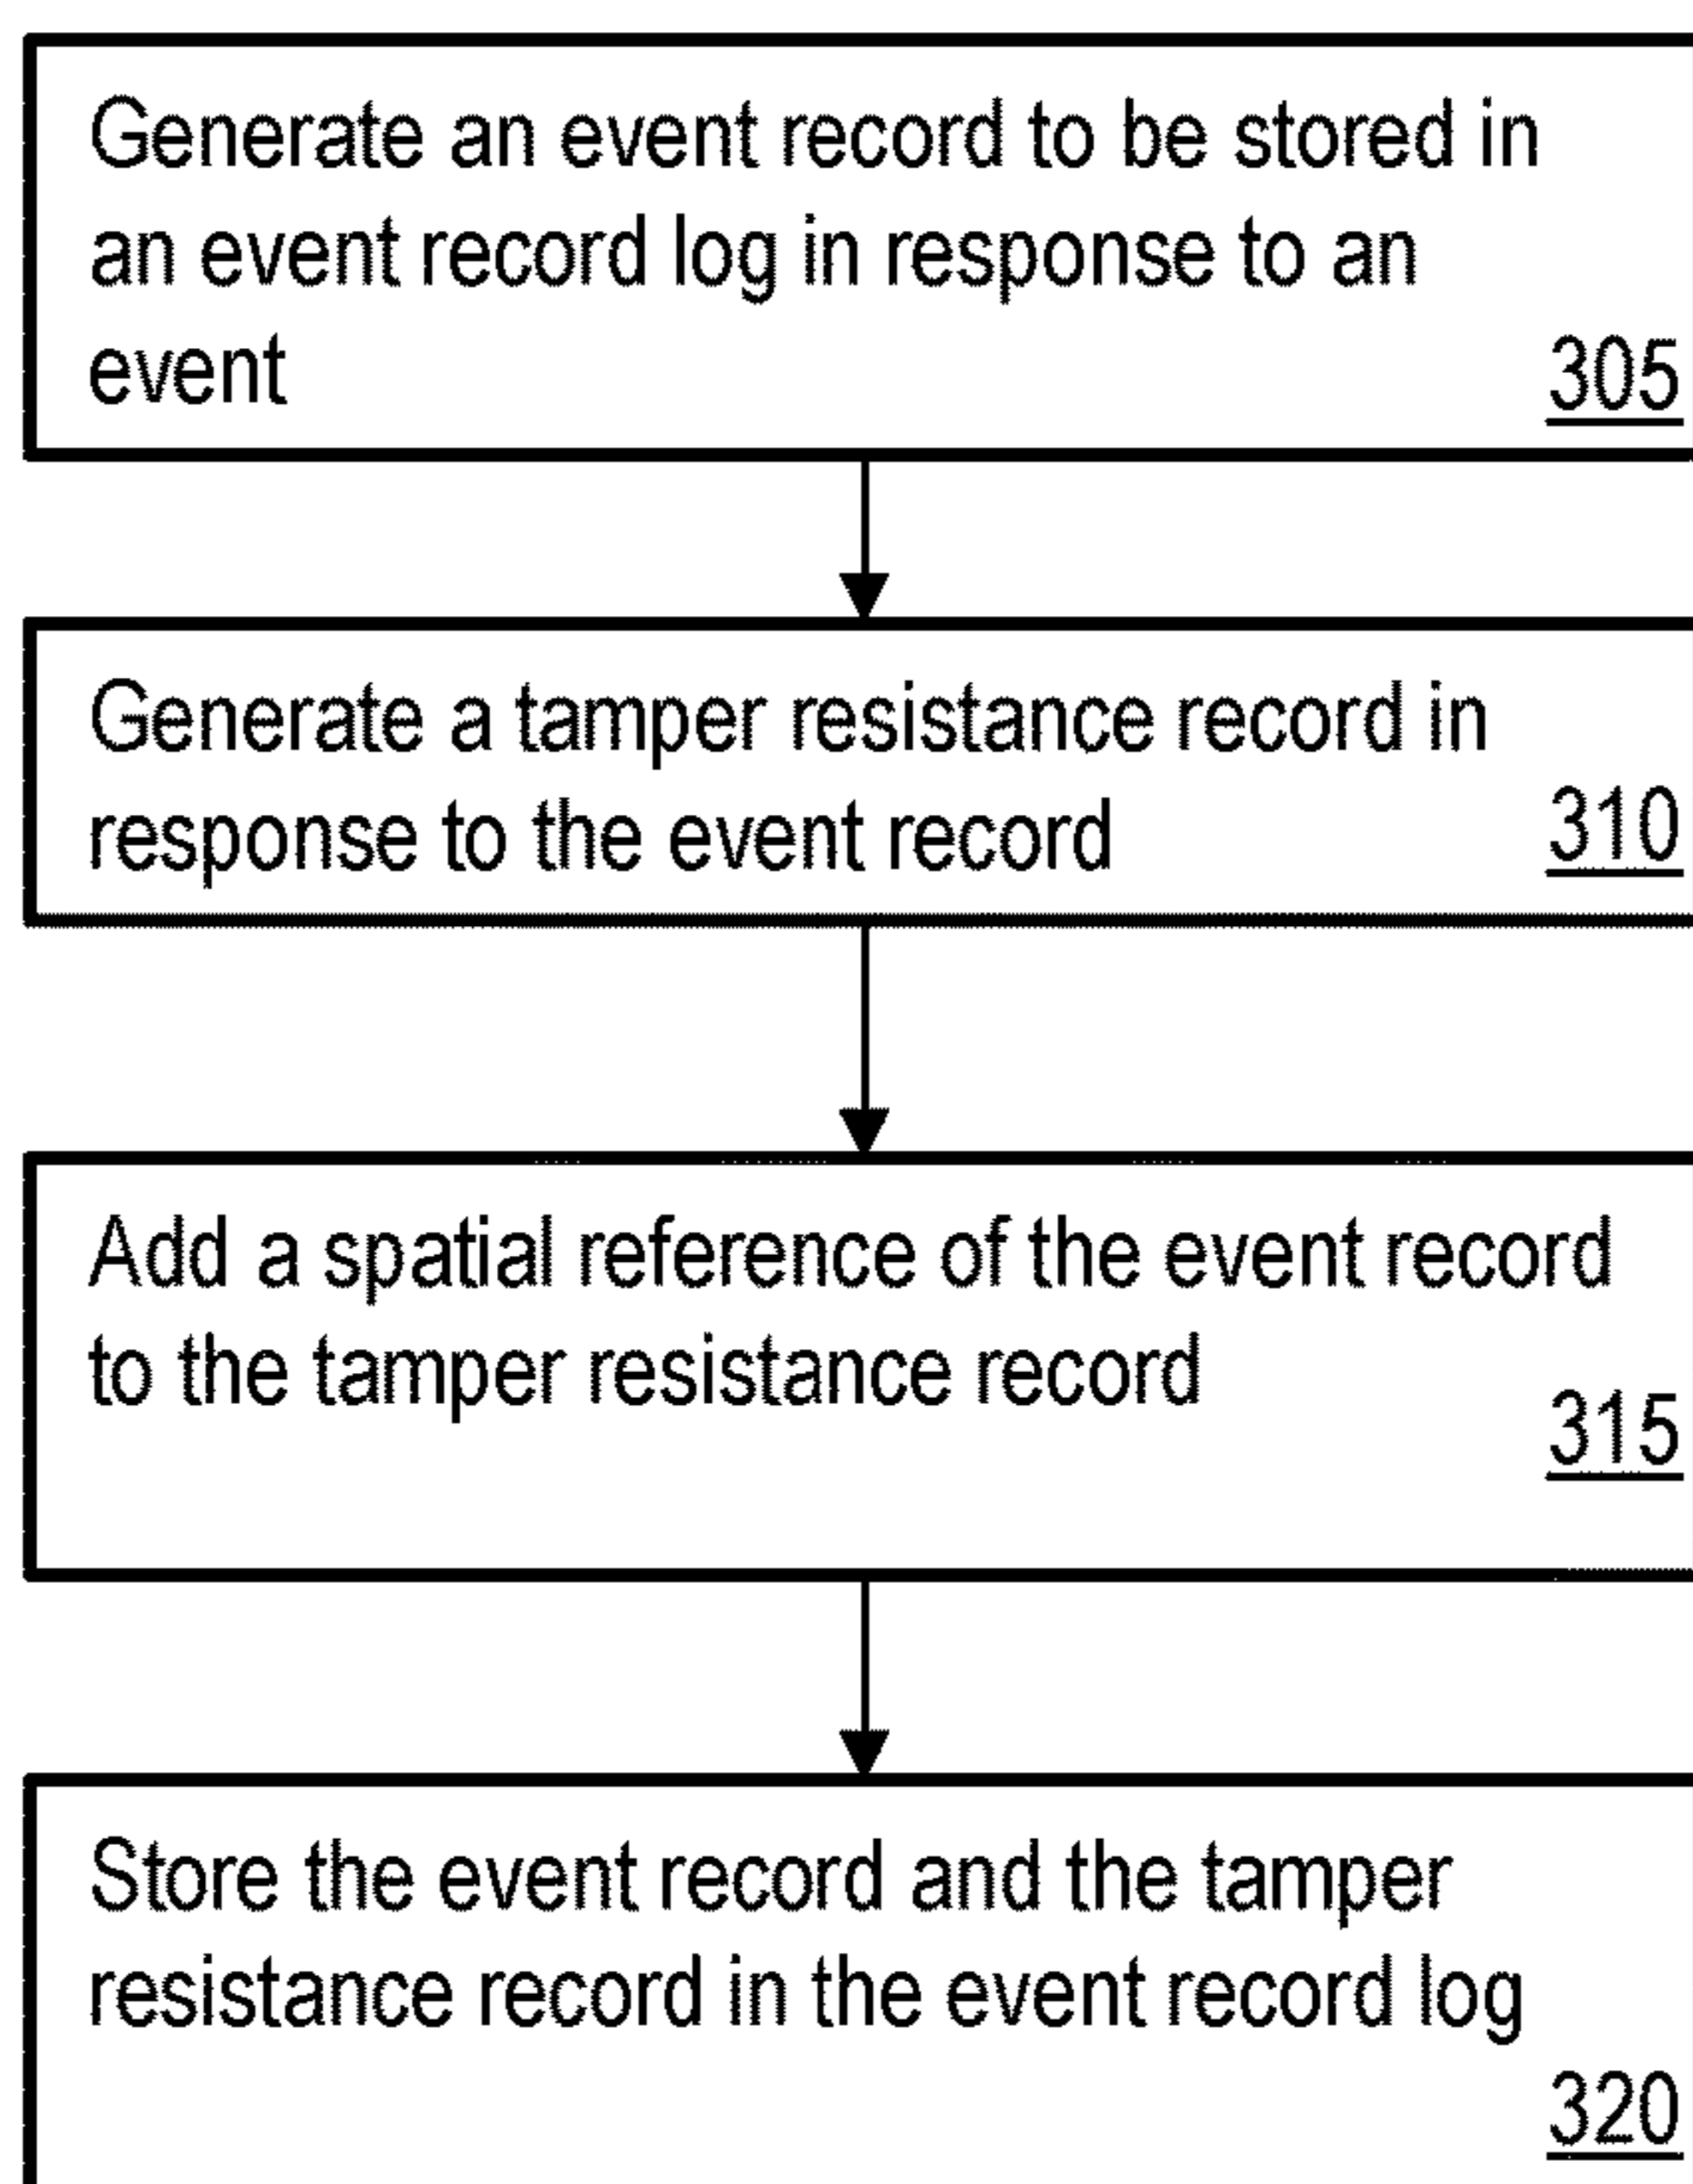 Generate an event record to be stored in
an event record log in response to an
event
305
Generate a tamper resistance record in
response to the event record
310
Add a spatial reference of the event record
to the tamper resistance record
315
Store the event record and the tamper
resistance record in the event record log
320